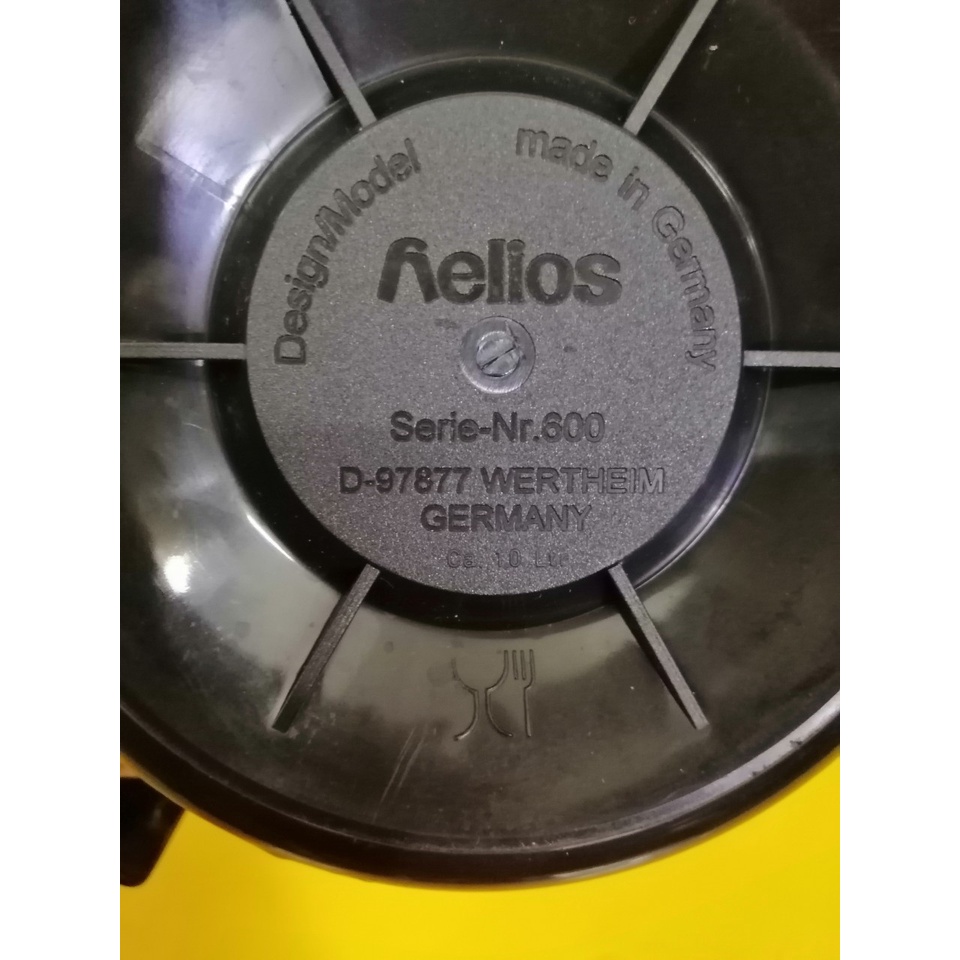 Design/Model
made in Germany
helios
Serie-Nr.600
D-97877 WERTHEIM
GERMANY
Ca. 1.0 Ltr.